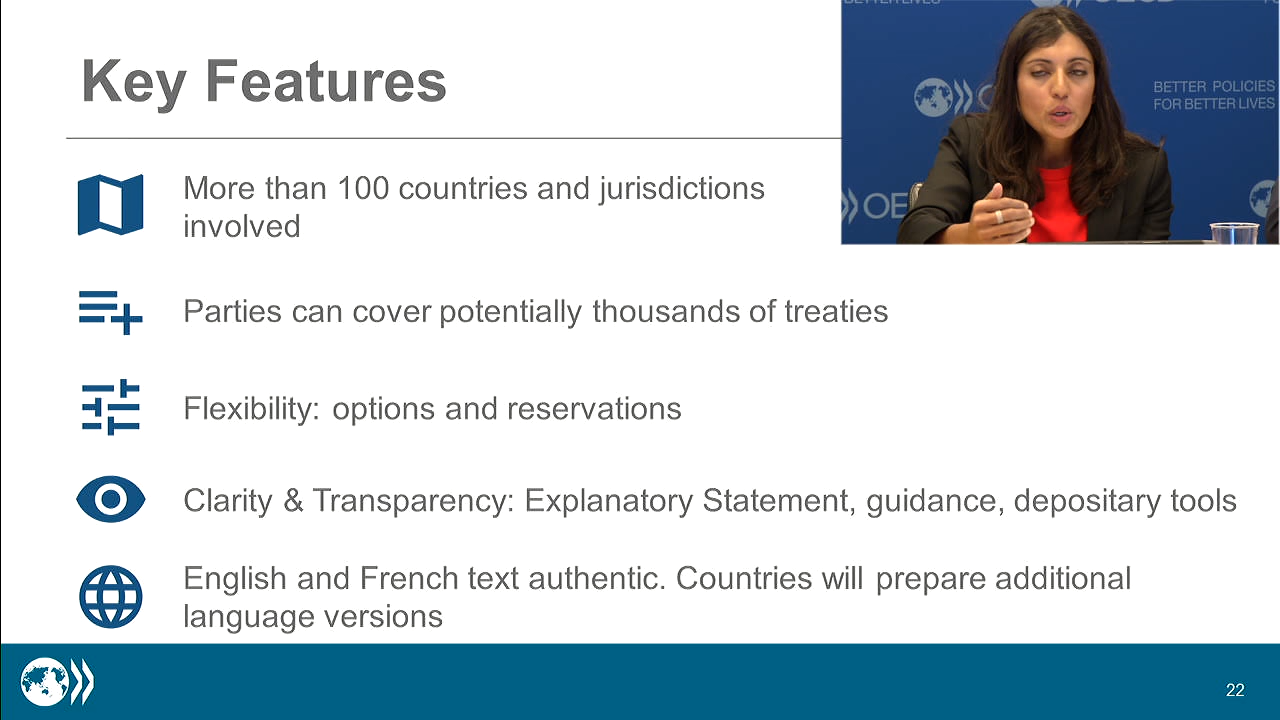 Key Features
More than 100 countries and jurisdictions
involved
Parties can cover potentially thousands of treaties
Flexibility: options and reservations
Clarity & Transparency: Explanatory Statement, guidance, depositary tools
English and French text authentic. Countries will prepare additional
language versions
BETTER POLICIES
FOR BETTER LIVES
22